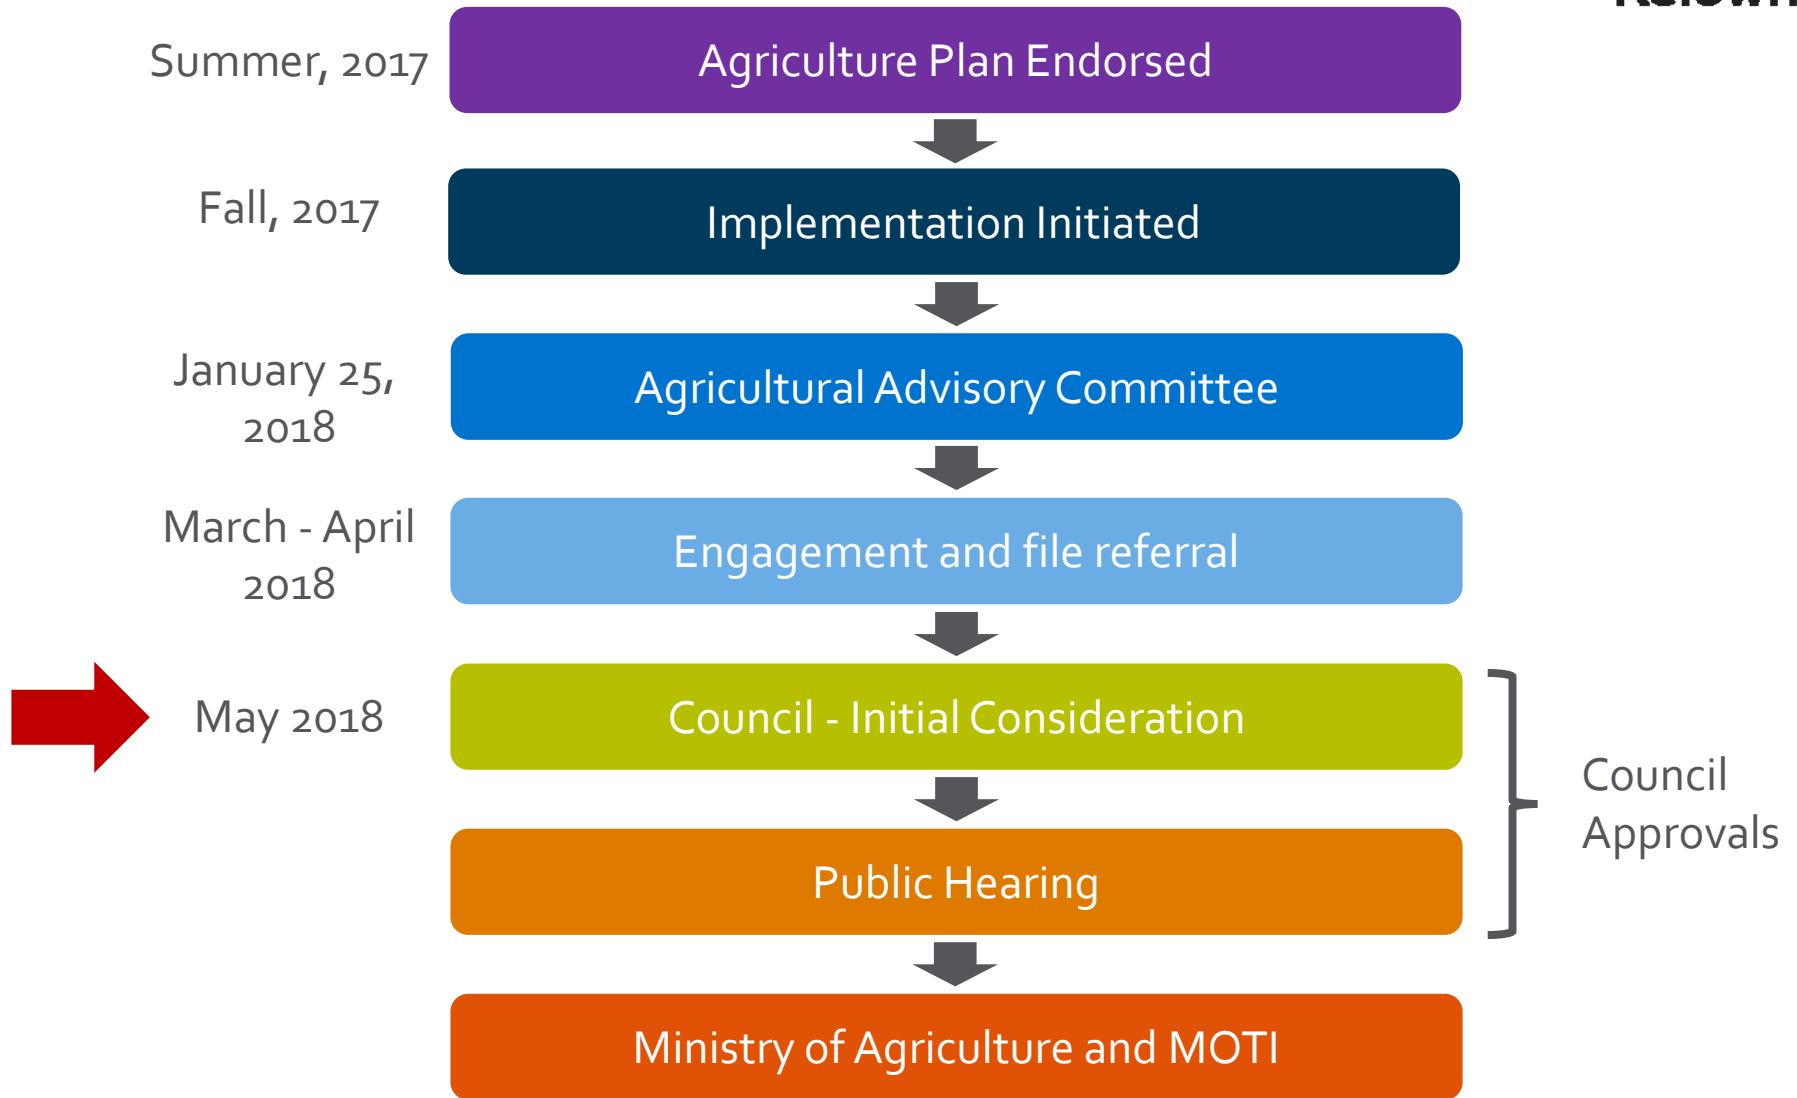 Summer, 2017
Agriculture Plan Endorsed
Fall, 2017
Implementation Initiated
January 25,
2018
Agricultural Advisory Committee
March - April
2018
Engagement and file referral
May 2018
Council - Initial Consideration
Council
Approvals
Public Hearing
Ministry of Agriculture and MOTI